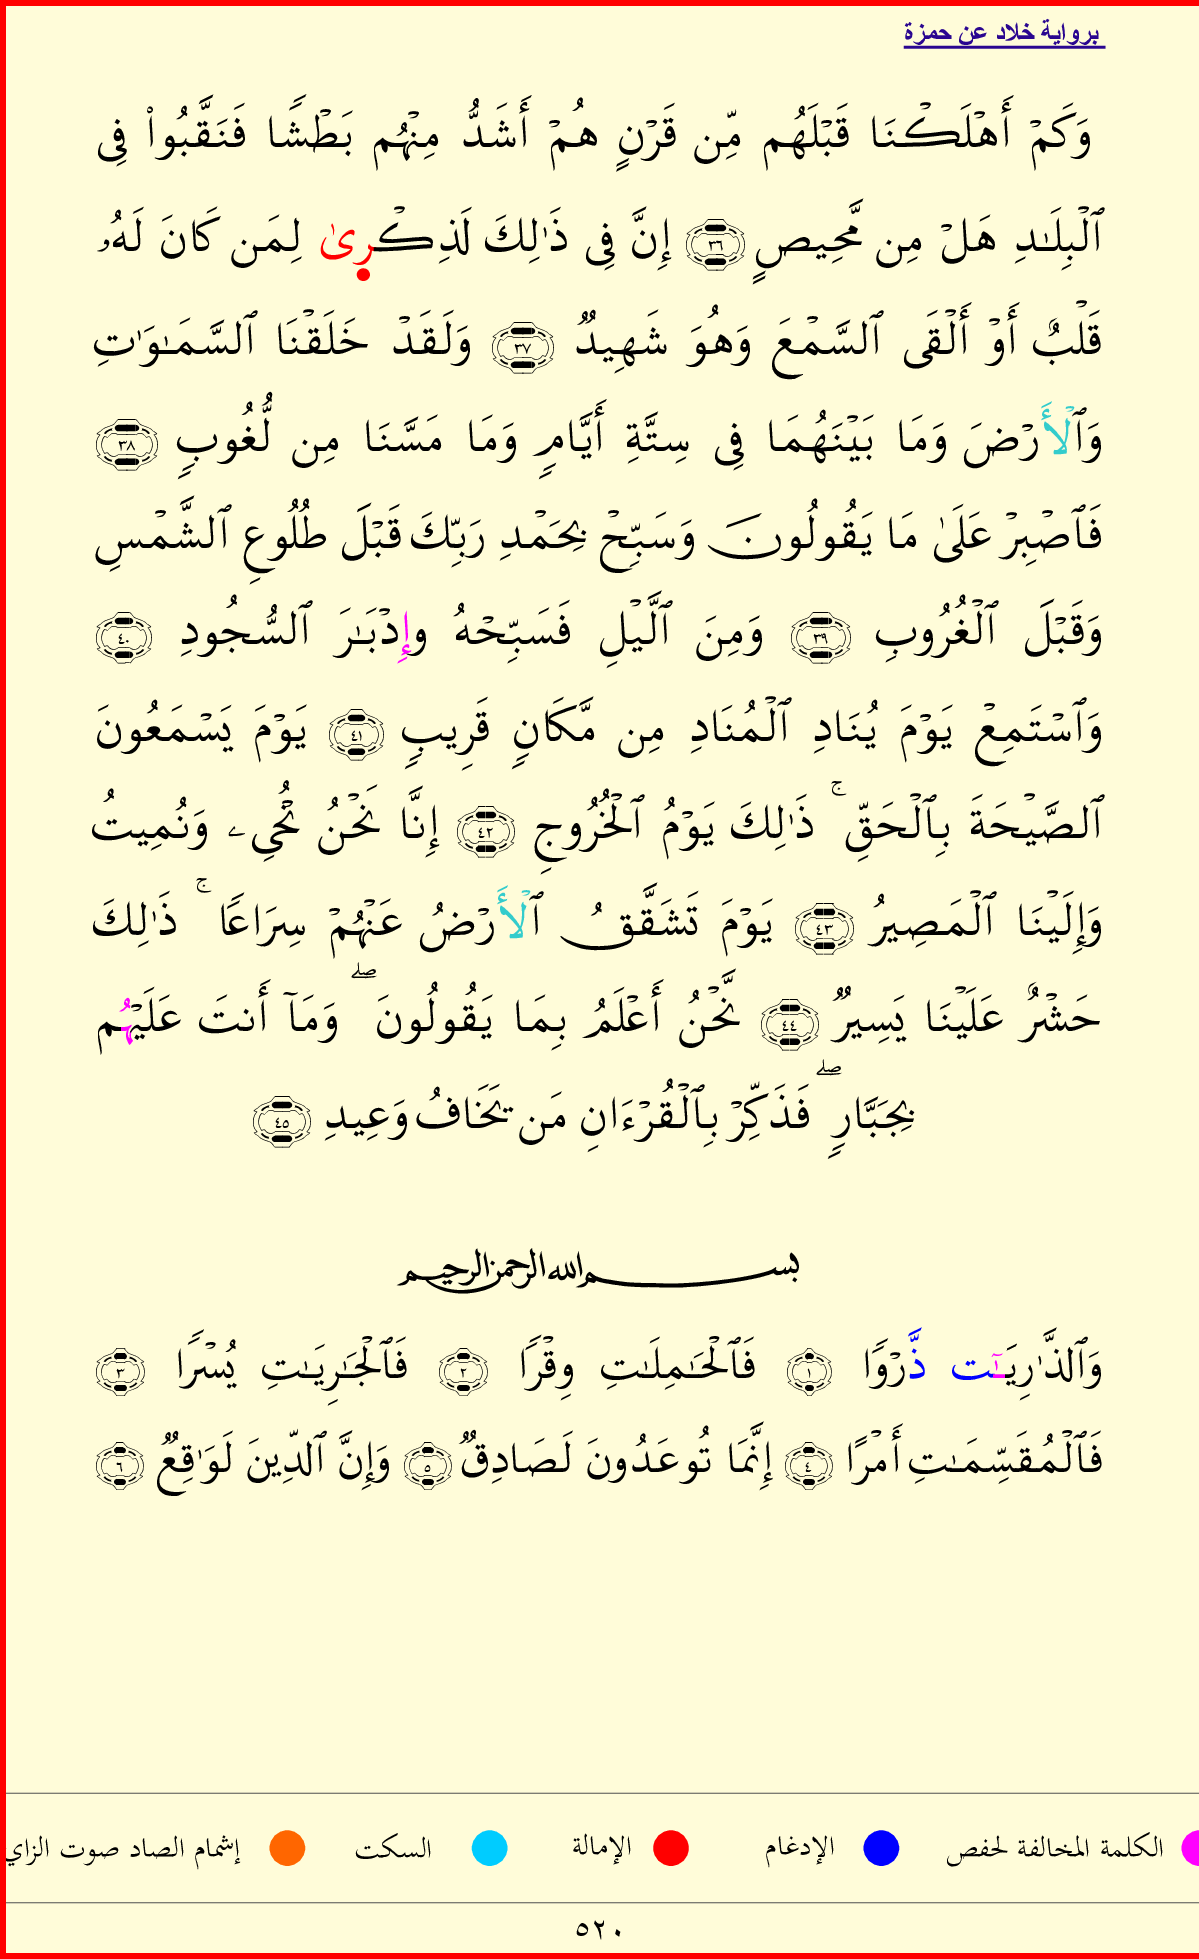 برواية خلاد عن حمزة
وَكَمۡ أَهۡلَكۡنَا قَبۡلَهُم مِّن قَرۡنٍ هُمۡ أَشَدُّ مِنۡهُم بَطۡشٗا فَنَقَّبُواْ فِي
ٱلۡبِلَٰدِ هَلۡ مِن مَّحِيصٍ ٣٦ إِنَّ فِي ذَٰلِكَ لَذِكۡرِىٰ لِمَن كَانَ لَهُۥ
قَلۡبٌ أَوۡ أَلۡقَى ٱلسَّمۡعَ وَهُوَ شَهِيدٞ ٣٧ وَلَقَدۡ خَلَقۡنَا ٱلسَّمَٰوَٰتِ
وَٱلۡأَرۡضَ وَمَا بَيۡنَهُمَا فِي سِتَّةِ أَيَّامٖ وَمَا مَسَّنَا مِن لُّغُوبٖ ٣٨
فَٱصۡبِرۡ عَلَىٰ مَا يَقُولُونَ وَسَبِّحۡ بِحَمۡدِ رَبِّكَ قَبۡلَ طُلُوعِ ٱلشَّمۡسِ
وَقَبۡلَ ٱلۡغُرُوبِ ٣٩ وَمِنَ ٱلَّيۡلِ فَسَبِّحۡهُ وإِدۡبَٰرَ ٱلسُّجُودِ ٤٠
وَٱسۡتَمِعۡ يَوۡمَ يُنَادِ ٱلۡمُنَادِ مِن مَّكَانٖ قَرِيبٖ ٤١ يَوۡمَ يَسۡمَعُونَ
ٱلصَّيۡحَةَ بِٱلۡحَقِّۚ ذَٰلِكَ يَوۡمُ ٱلۡخُرُوجِ ٤٢ إِنَّا نَحۡنُ نُحۡيِۦ وَنُمِيتُ
وَإِلَيۡنَا ٱلۡمَصِيرُ ٤٣ يَوۡمَ تَشَقَّقُ ٱلۡأَرۡضُ عَنۡهُمۡ سِرَاعٗاۚ ذَٰلِكَ
حَشۡرٌ عَلَيۡنَا يَسِيرٞ ٤٤ نَّحۡنُ أَعۡلَمُ بِمَا يَقُولُونَۖ وَمَآ أَنتَ عَلَيۡهُم
بِجَبَّارٖۖ فَذَكِّرۡ بِٱلۡقُرۡءَانِ مَن يَخَافُ وَعِيدِ ٤٥
بسم الله الرحمن الرحيم
وَٱلذَّٰرِيَٰٓت ذَّرۡوٗا ١ فَٱلۡحَٰمِلَٰتِ وِقۡرٗا ٢ فَٱلۡجَٰرِيَٰتِ يُسۡرٗا ٣
فَٱلۡمُقَسِّمَٰتِ أَمۡرًا ٤ إِنَّمَا تُوعَدُونَ لَصَادِقٞ ٥ وَإِنَّ ٱلدِّينَ لَوَٰقِعٞ ٦
الكلمة المخالفة لحفص الإدغام الإمالة السكت إشمام الصاد صوت الزاي
٥٢٠